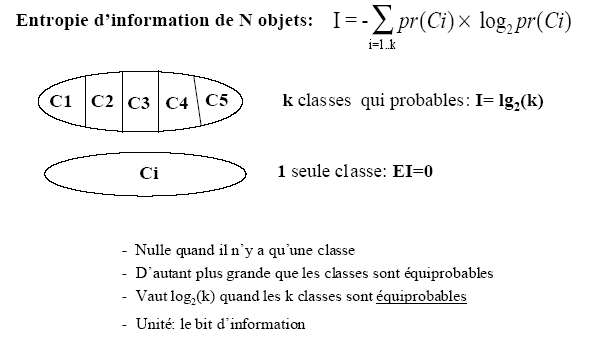 Entropie d'information de N objets: I = - ∑ pr(Ci) × log₂ pr(Ci)
i=1..k
C1 C2 C3 C4 C5 k classes qui probables: I= lg₂(k)
Ci 1 seule classe: EI=0
- Nulle quand il n'y a qu'une classe
- D'autant plus grande que les classes sont équiprobables
- Vaut log₂(k) quand les k classes sont équiprobables
- Unité: le bit d'information